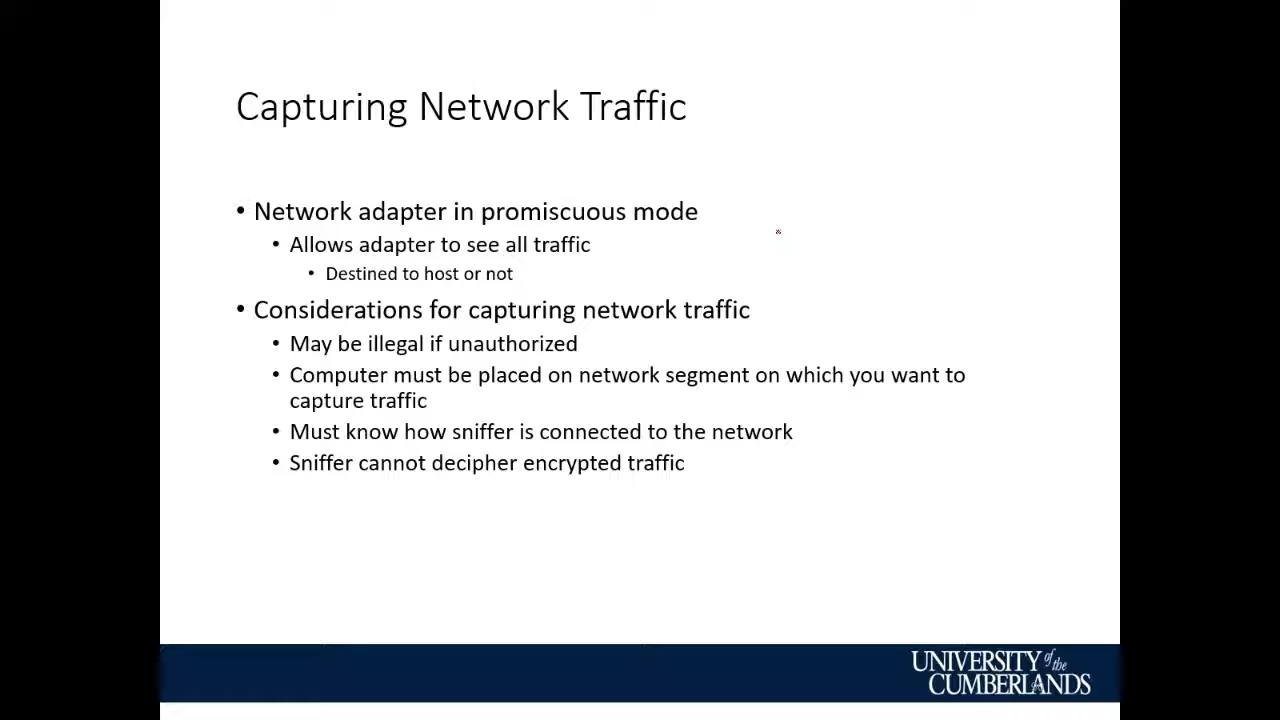 Capturing Network Traffic
• Network adapter in promiscuous mode
• Allows adapter to see all traffic
• Destined to host or not
• Considerations for capturing network traffic
• May be illegal if unauthorized
• Computer must be placed on network segment on which you want to
capture traffic
• Must know how sniffer is connected to the network
• Sniffer cannot decipher encrypted traffic
UNIVERSITY of the
CUMBERLANDS